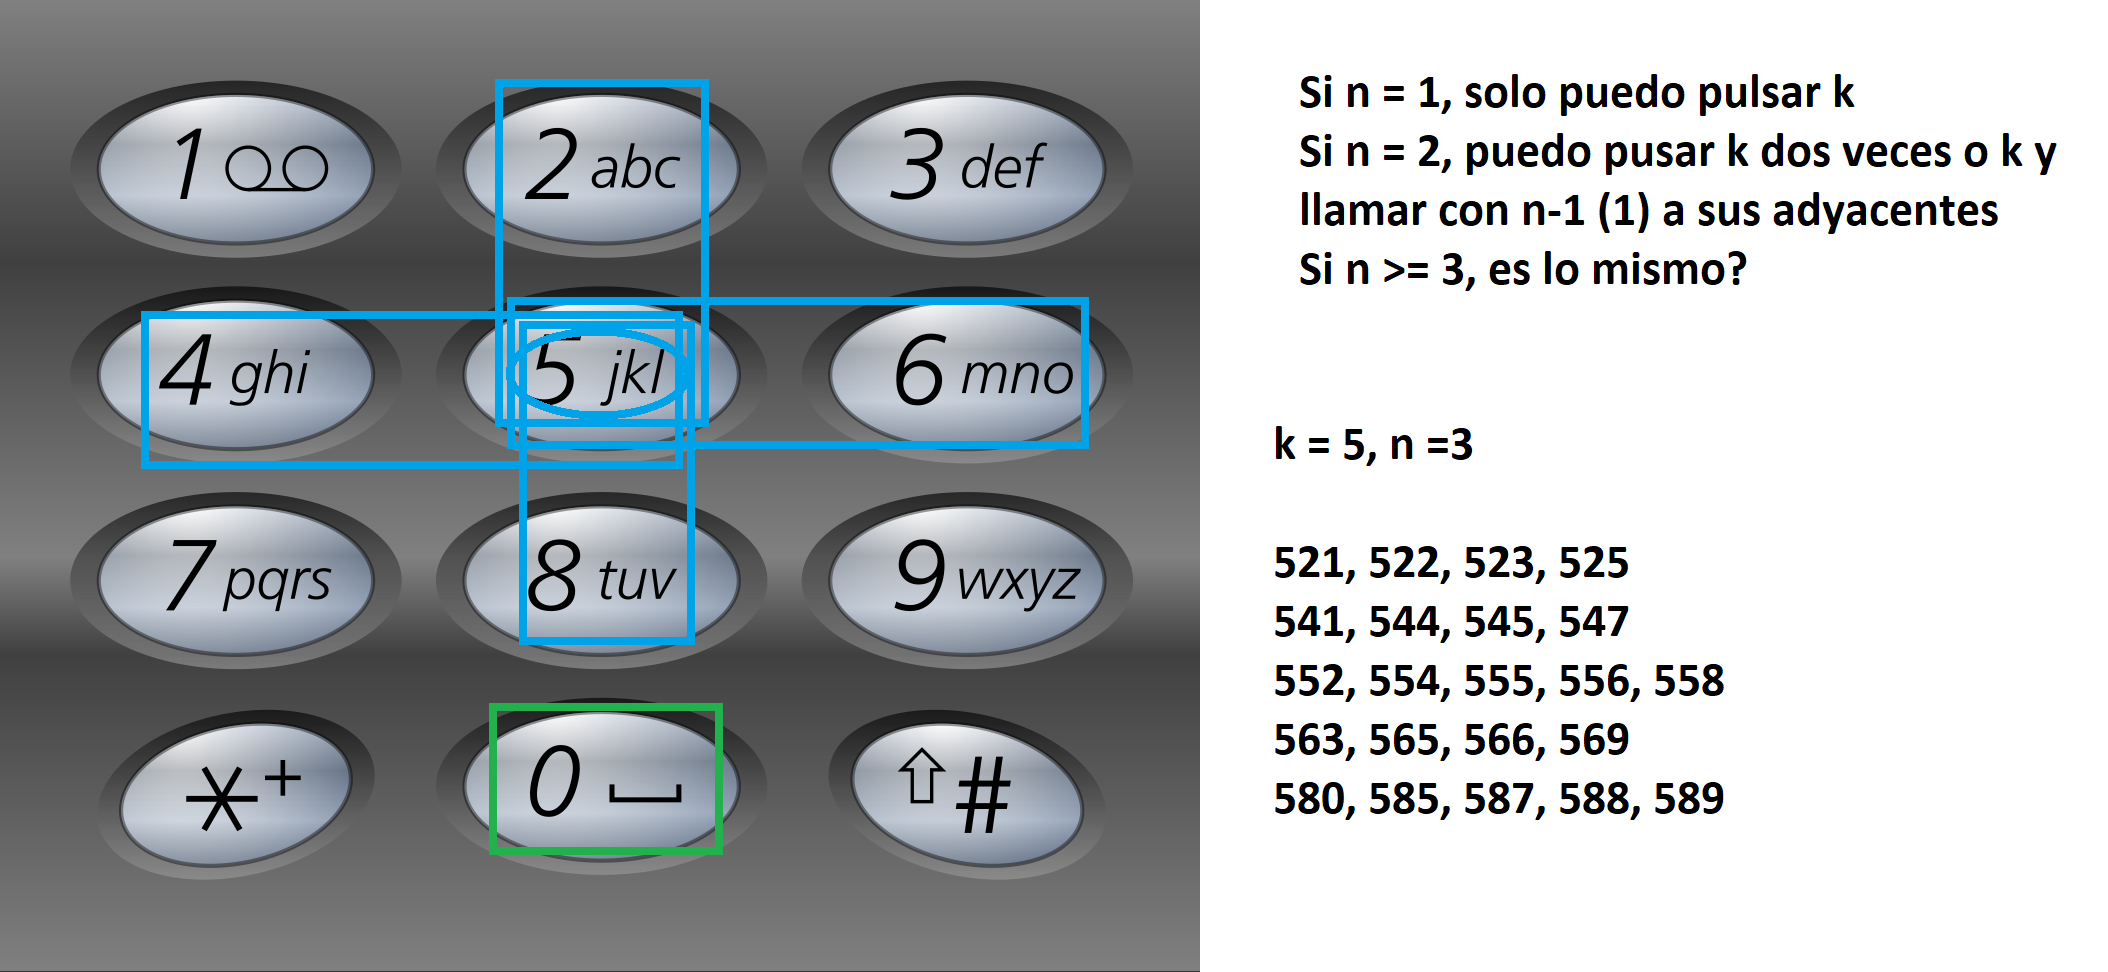 1
2 abc
3 def
4 ghi
5 jkl
6 mno
7 pqrs
8 tuv
9 wxyz
*+
0
⇧#
Si n = 1, solo puedo pulsar k
Si n = 2, puedo pusar k dos veces o k y
llamar con n-1 (1) a sus adyacentes
Si n >= 3, es lo mismo?
k = 5, n =3
521, 522, 523, 525
541, 544, 545, 547
552, 554, 555, 556, 558
563, 565, 566, 569
580, 585, 587, 588, 589